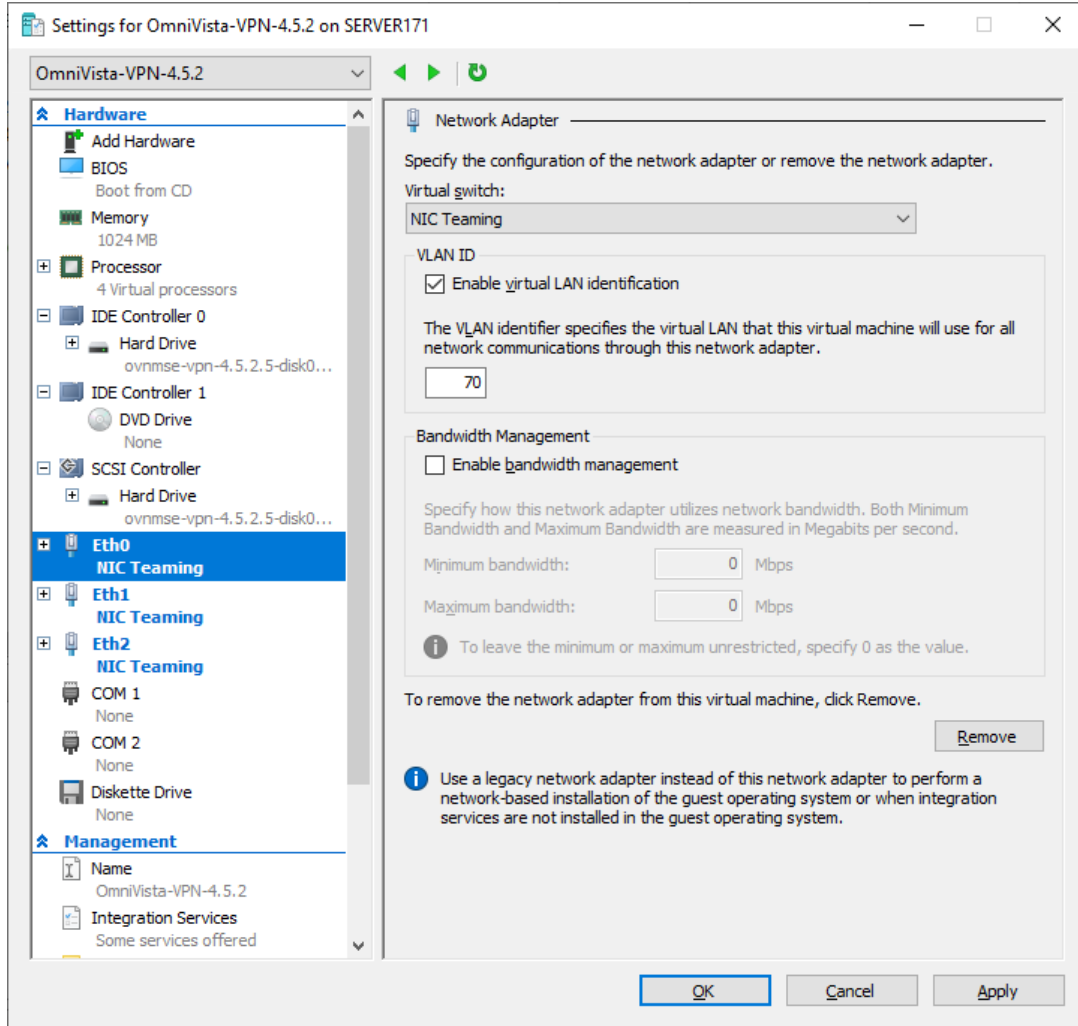 Settings for OmniVista-VPN-4.5.2 on SERVER171
OmniVista-VPN-4.5.2
Hardware
Add Hardware
BIOS
Boot from CD
Memory
1024 MB
Processor
4 Virtual processors
IDE Controller 0
Hard Drive
ovnmse-vpn-4.5.2.5-disk0...
IDE Controller 1
DVD Drive
None
SCSI Controller
Hard Drive
ovnmse-vpn-4.5.2.5-disk0...
Eth0
NIC Teaming
Eth1
NIC Teaming
Eth2
NIC Teaming
COM 1
None
COM 2
None
Diskette Drive
None
Management
Name
OmniVista-VPN-4.5.2
Integration Services
Some services offered
Network Adapter
Specify the configuration of the network adapter or remove the network adapter.
Virtual switch:
NIC Teaming
VLAN ID
Enable virtual LAN identification
The VLAN identifier specifies the virtual LAN that this virtual machine will use for all
network communications through this network adapter.
70
Bandwidth Management
Enable bandwidth management
Specify how this network adapter utilizes network bandwidth. Both Minimum
Bandwidth and Maximum Bandwidth are measured in Megabits per second.
Minimum bandwidth: 0 Mbps
Maximum bandwidth: 0 Mbps
To leave the minimum or maximum unrestricted, specify 0 as the value.
To remove the network adapter from this virtual machine, click Remove.
Remove
Use a legacy network adapter instead of this network adapter to perform a
network-based installation of the guest operating system or when integration
services are not installed in the guest operating system.
OK Cancel Apply